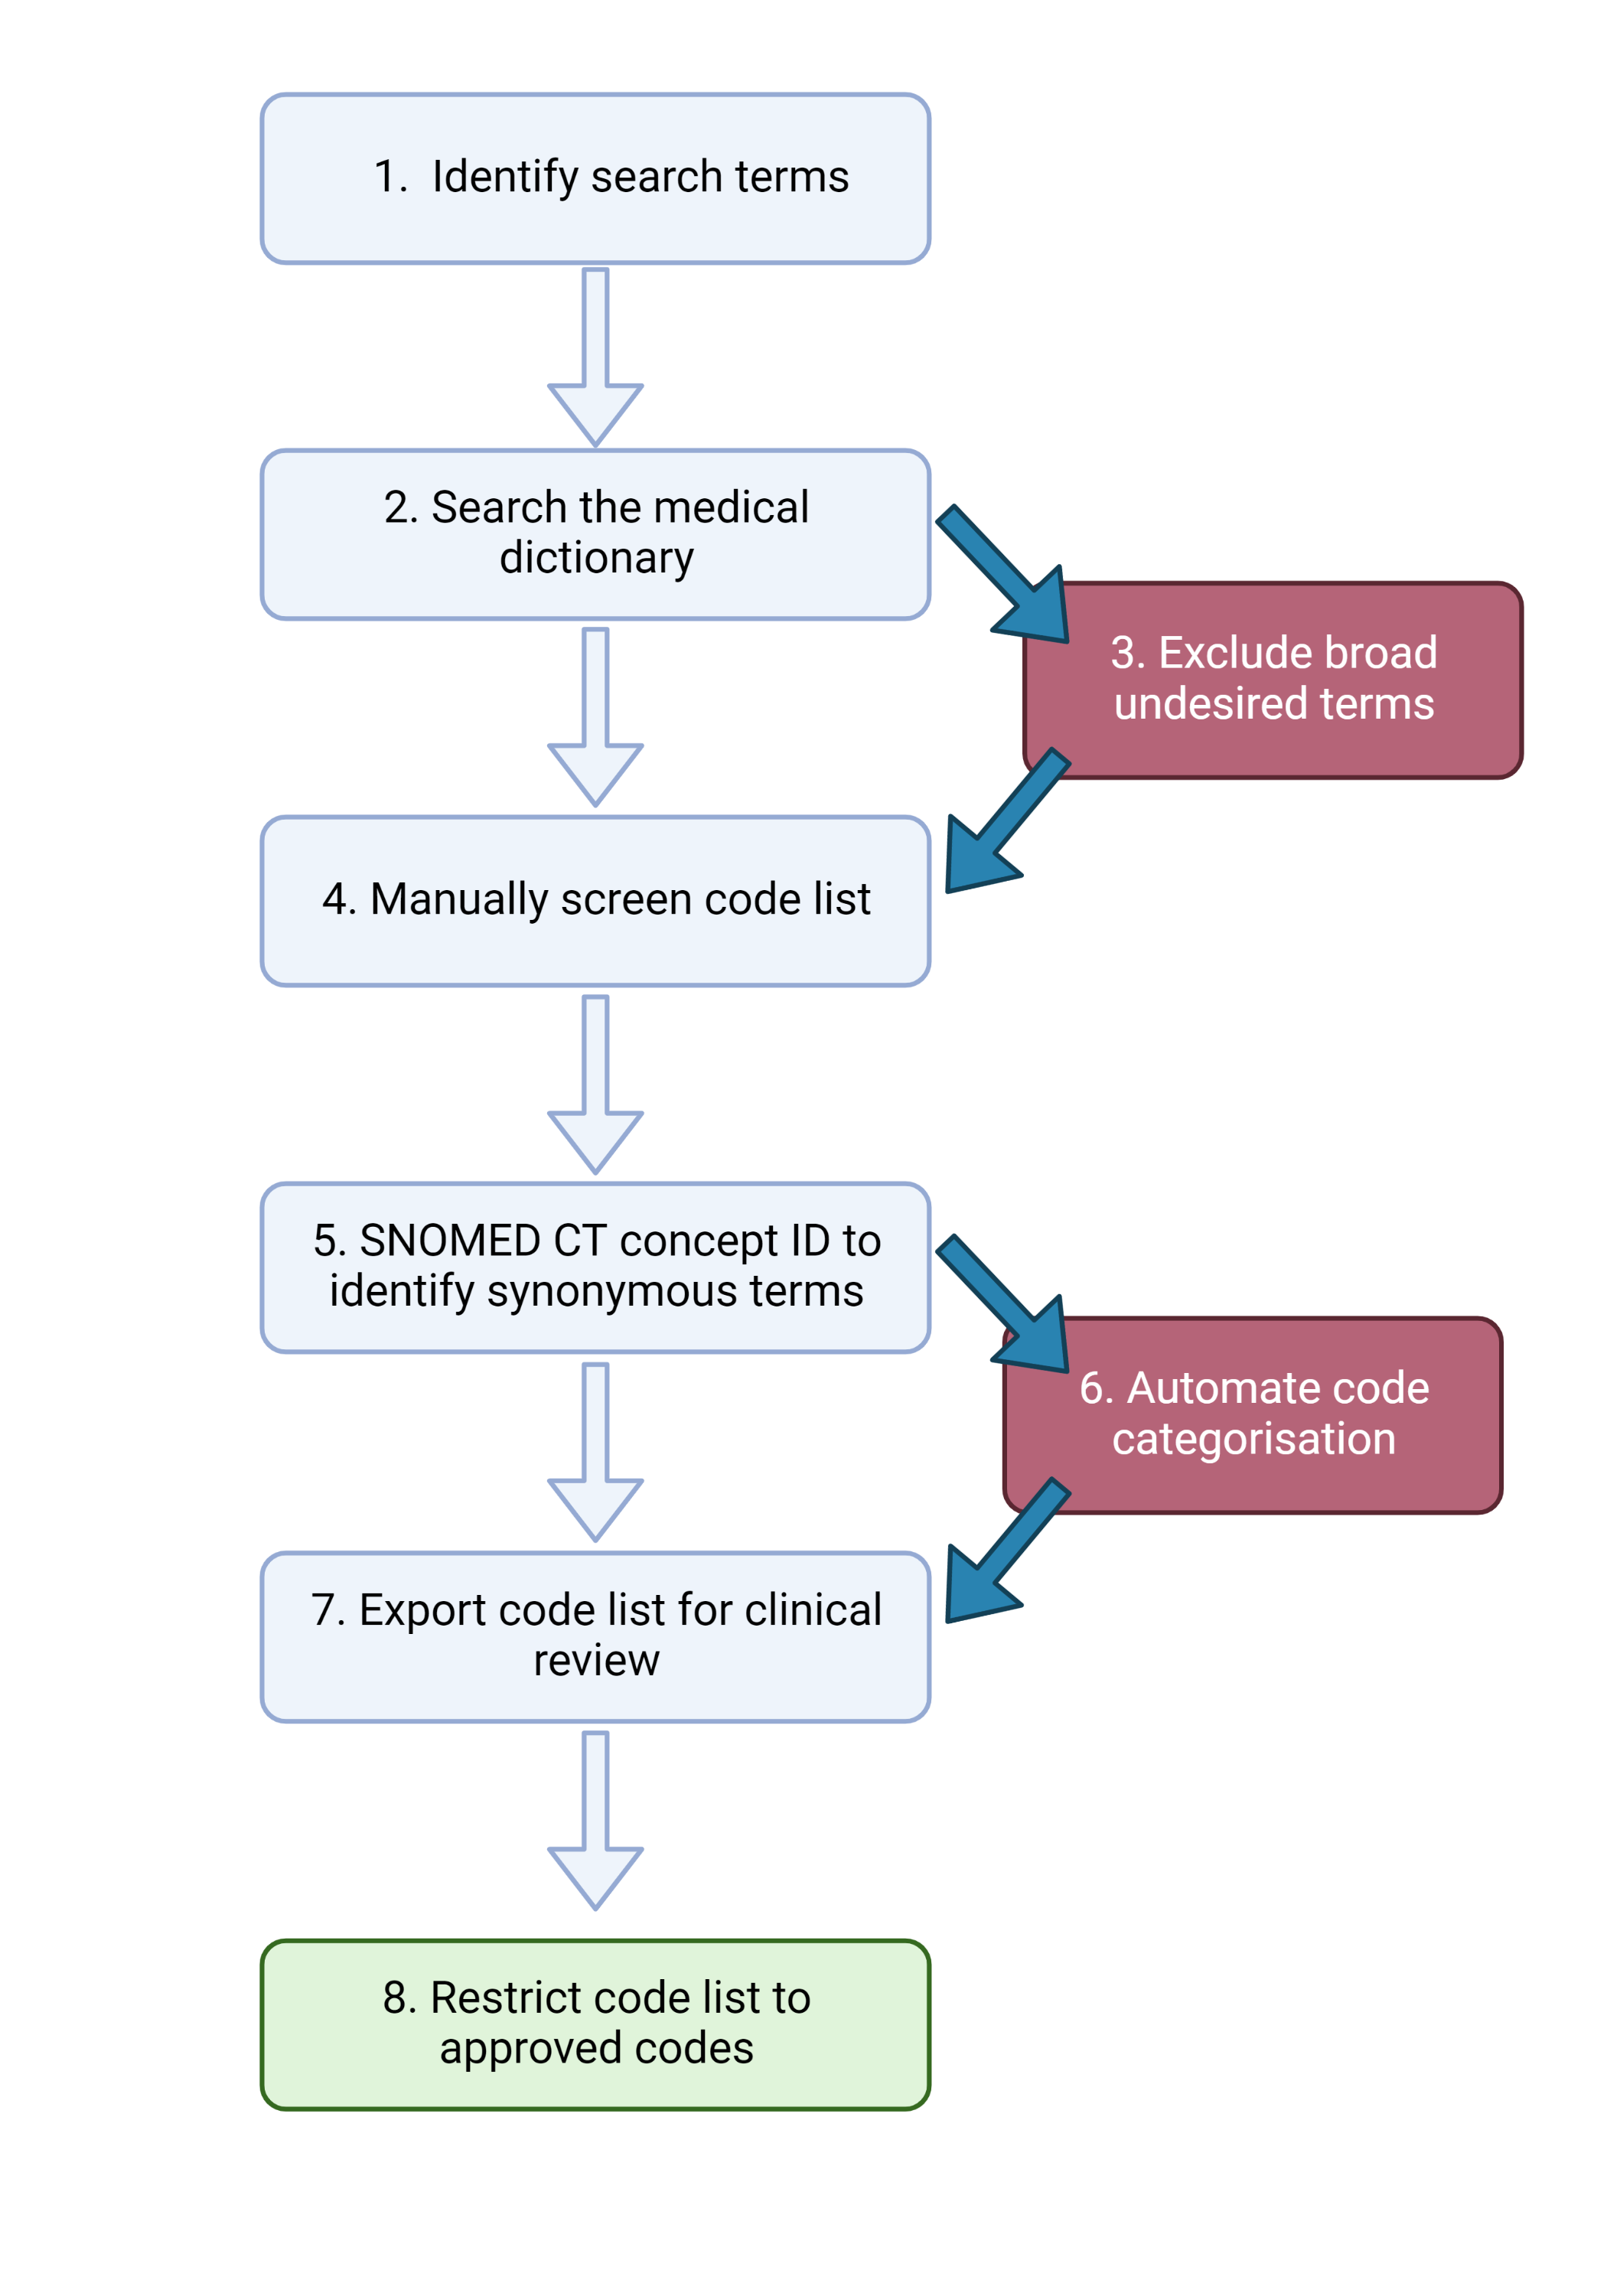 1. Identify search terms
2. Search the medical
dictionary
3. Exclude broad
undesired terms
4. Manually screen code list
5. SNOMED CT concept ID to
identify synonymous terms
6. Automate code
categorisation
7. Export code list for clinical
review
8. Restrict code list to
approved codes